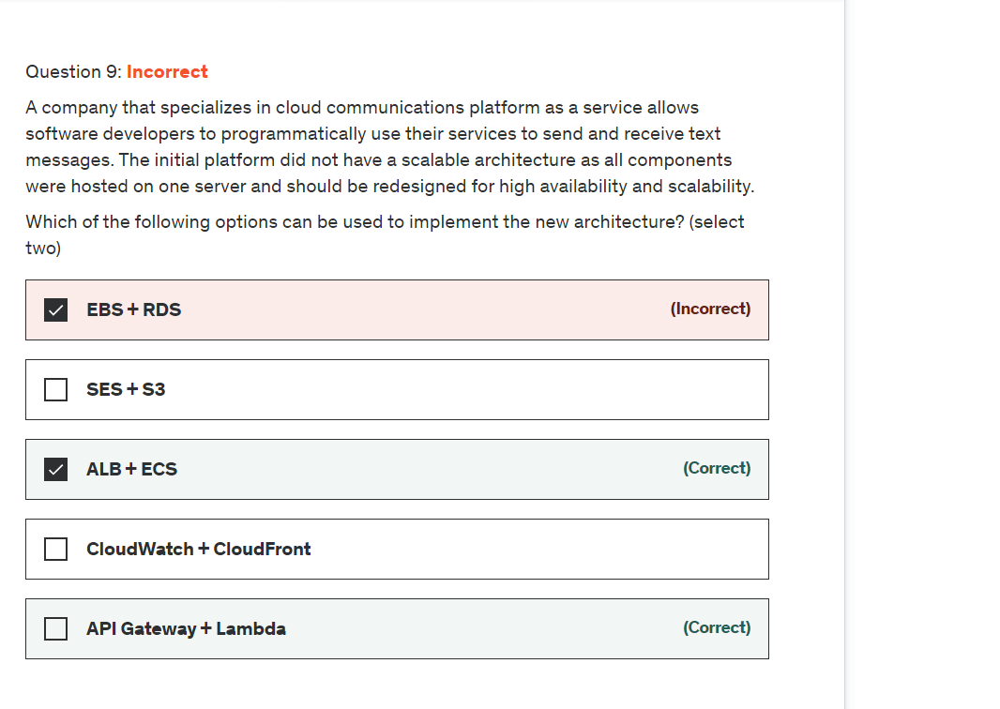 Question 9: Incorrect
A company that specializes in cloud communications platform as a service allows
software developers to programmatically use their services to send and receive text
messages. The initial platform did not have a scalable architecture as all components
were hosted on one server and should be redesigned for high availability and scalability.
Which of the following options can be used to implement the new architecture? (select
two)
EBS + RDS (Incorrect)
SES + S3
ALB + ECS (Correct)
CloudWatch + CloudFront
API Gateway + Lambda (Correct)